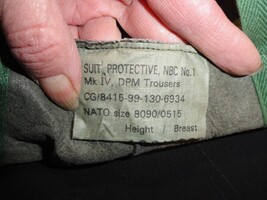 SUIT, PROTECTIVE, NBC No.1
Mk IV, DPM Trousers
CG/8415-99-130-6934
NATO size 8090/0515
Height / Breast